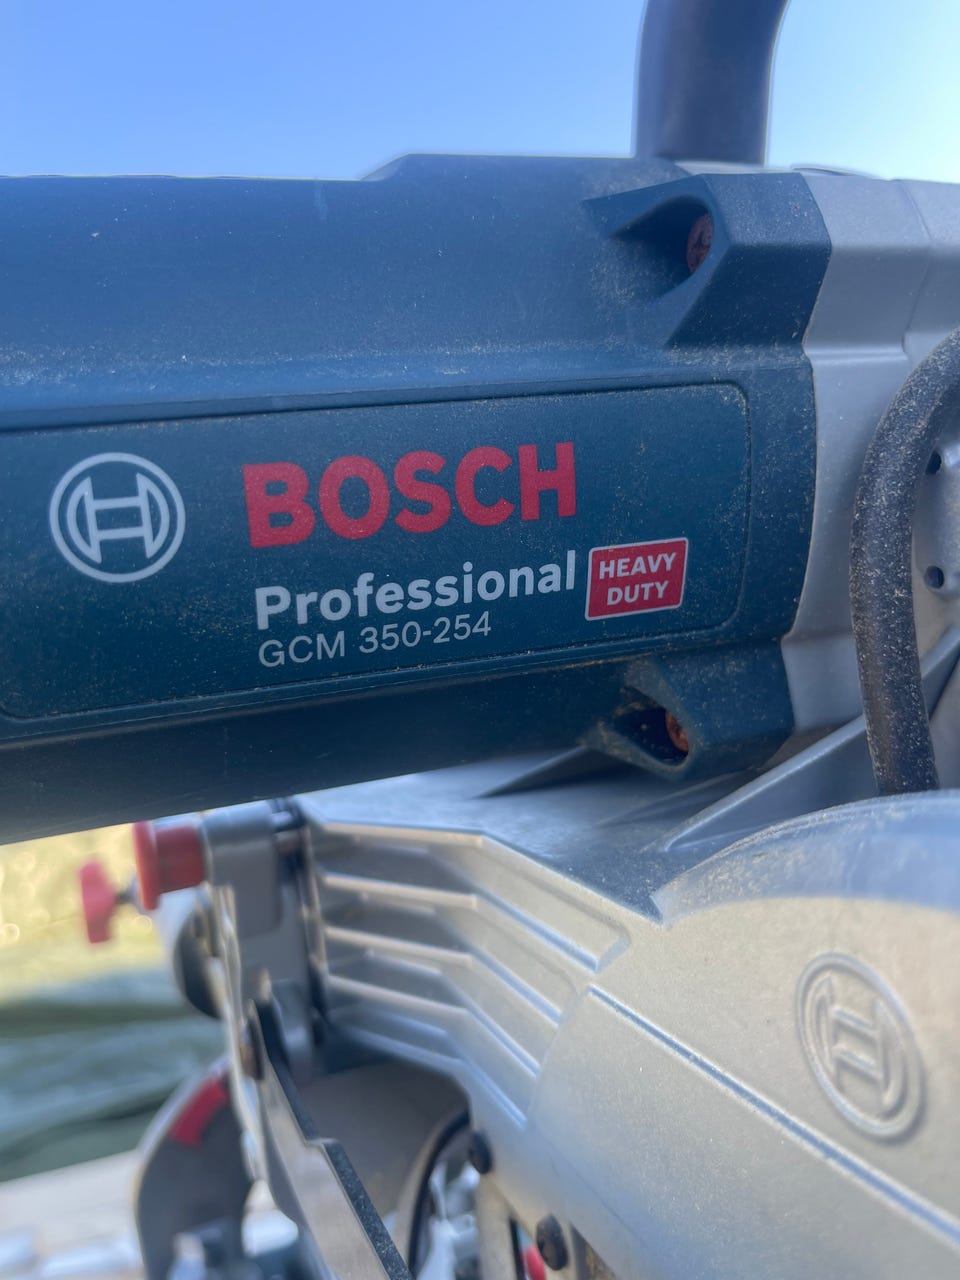 BOSCH
Professional
HEAVY
DUTY
GCM 350-254